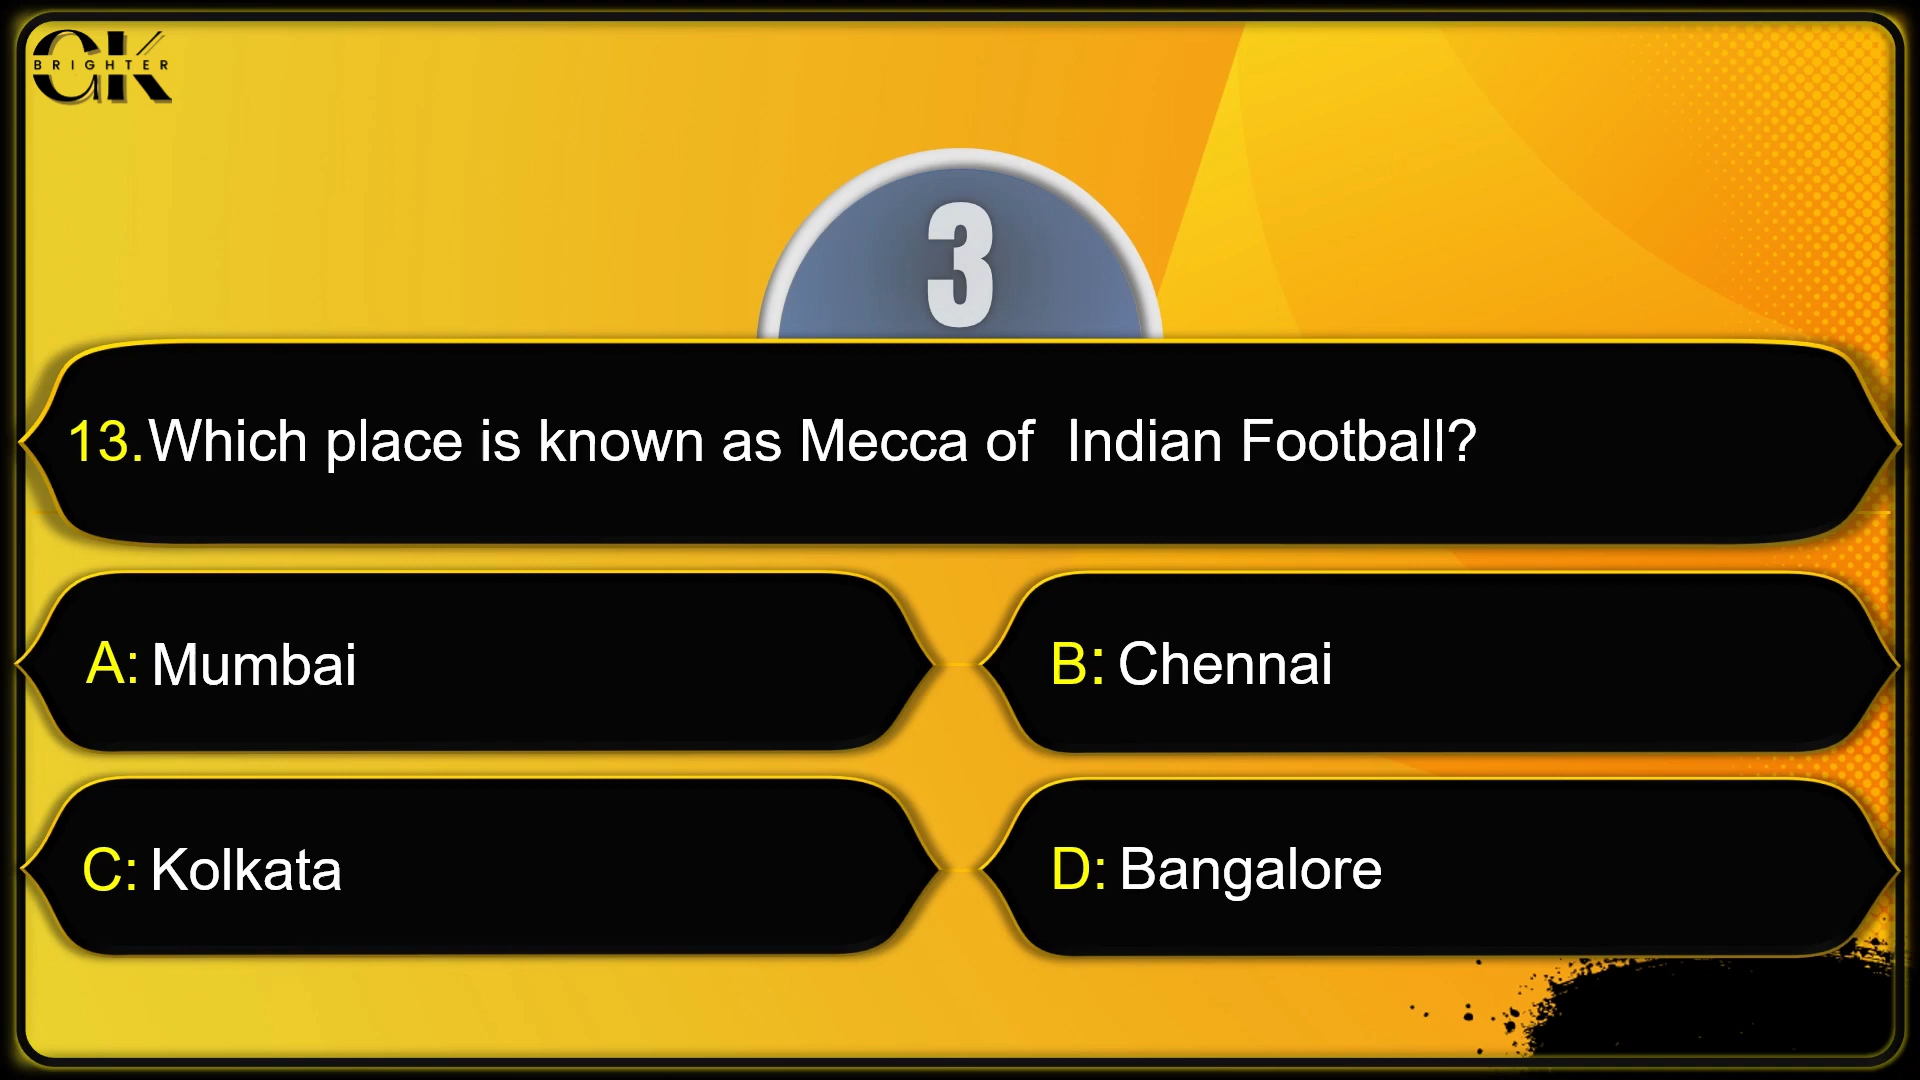 GK
BRIGHTER
3
13.Which place is known as Mecca of  Indian Football?
A: Mumbai
B: Chennai
C: Kolkata
D: Bangalore